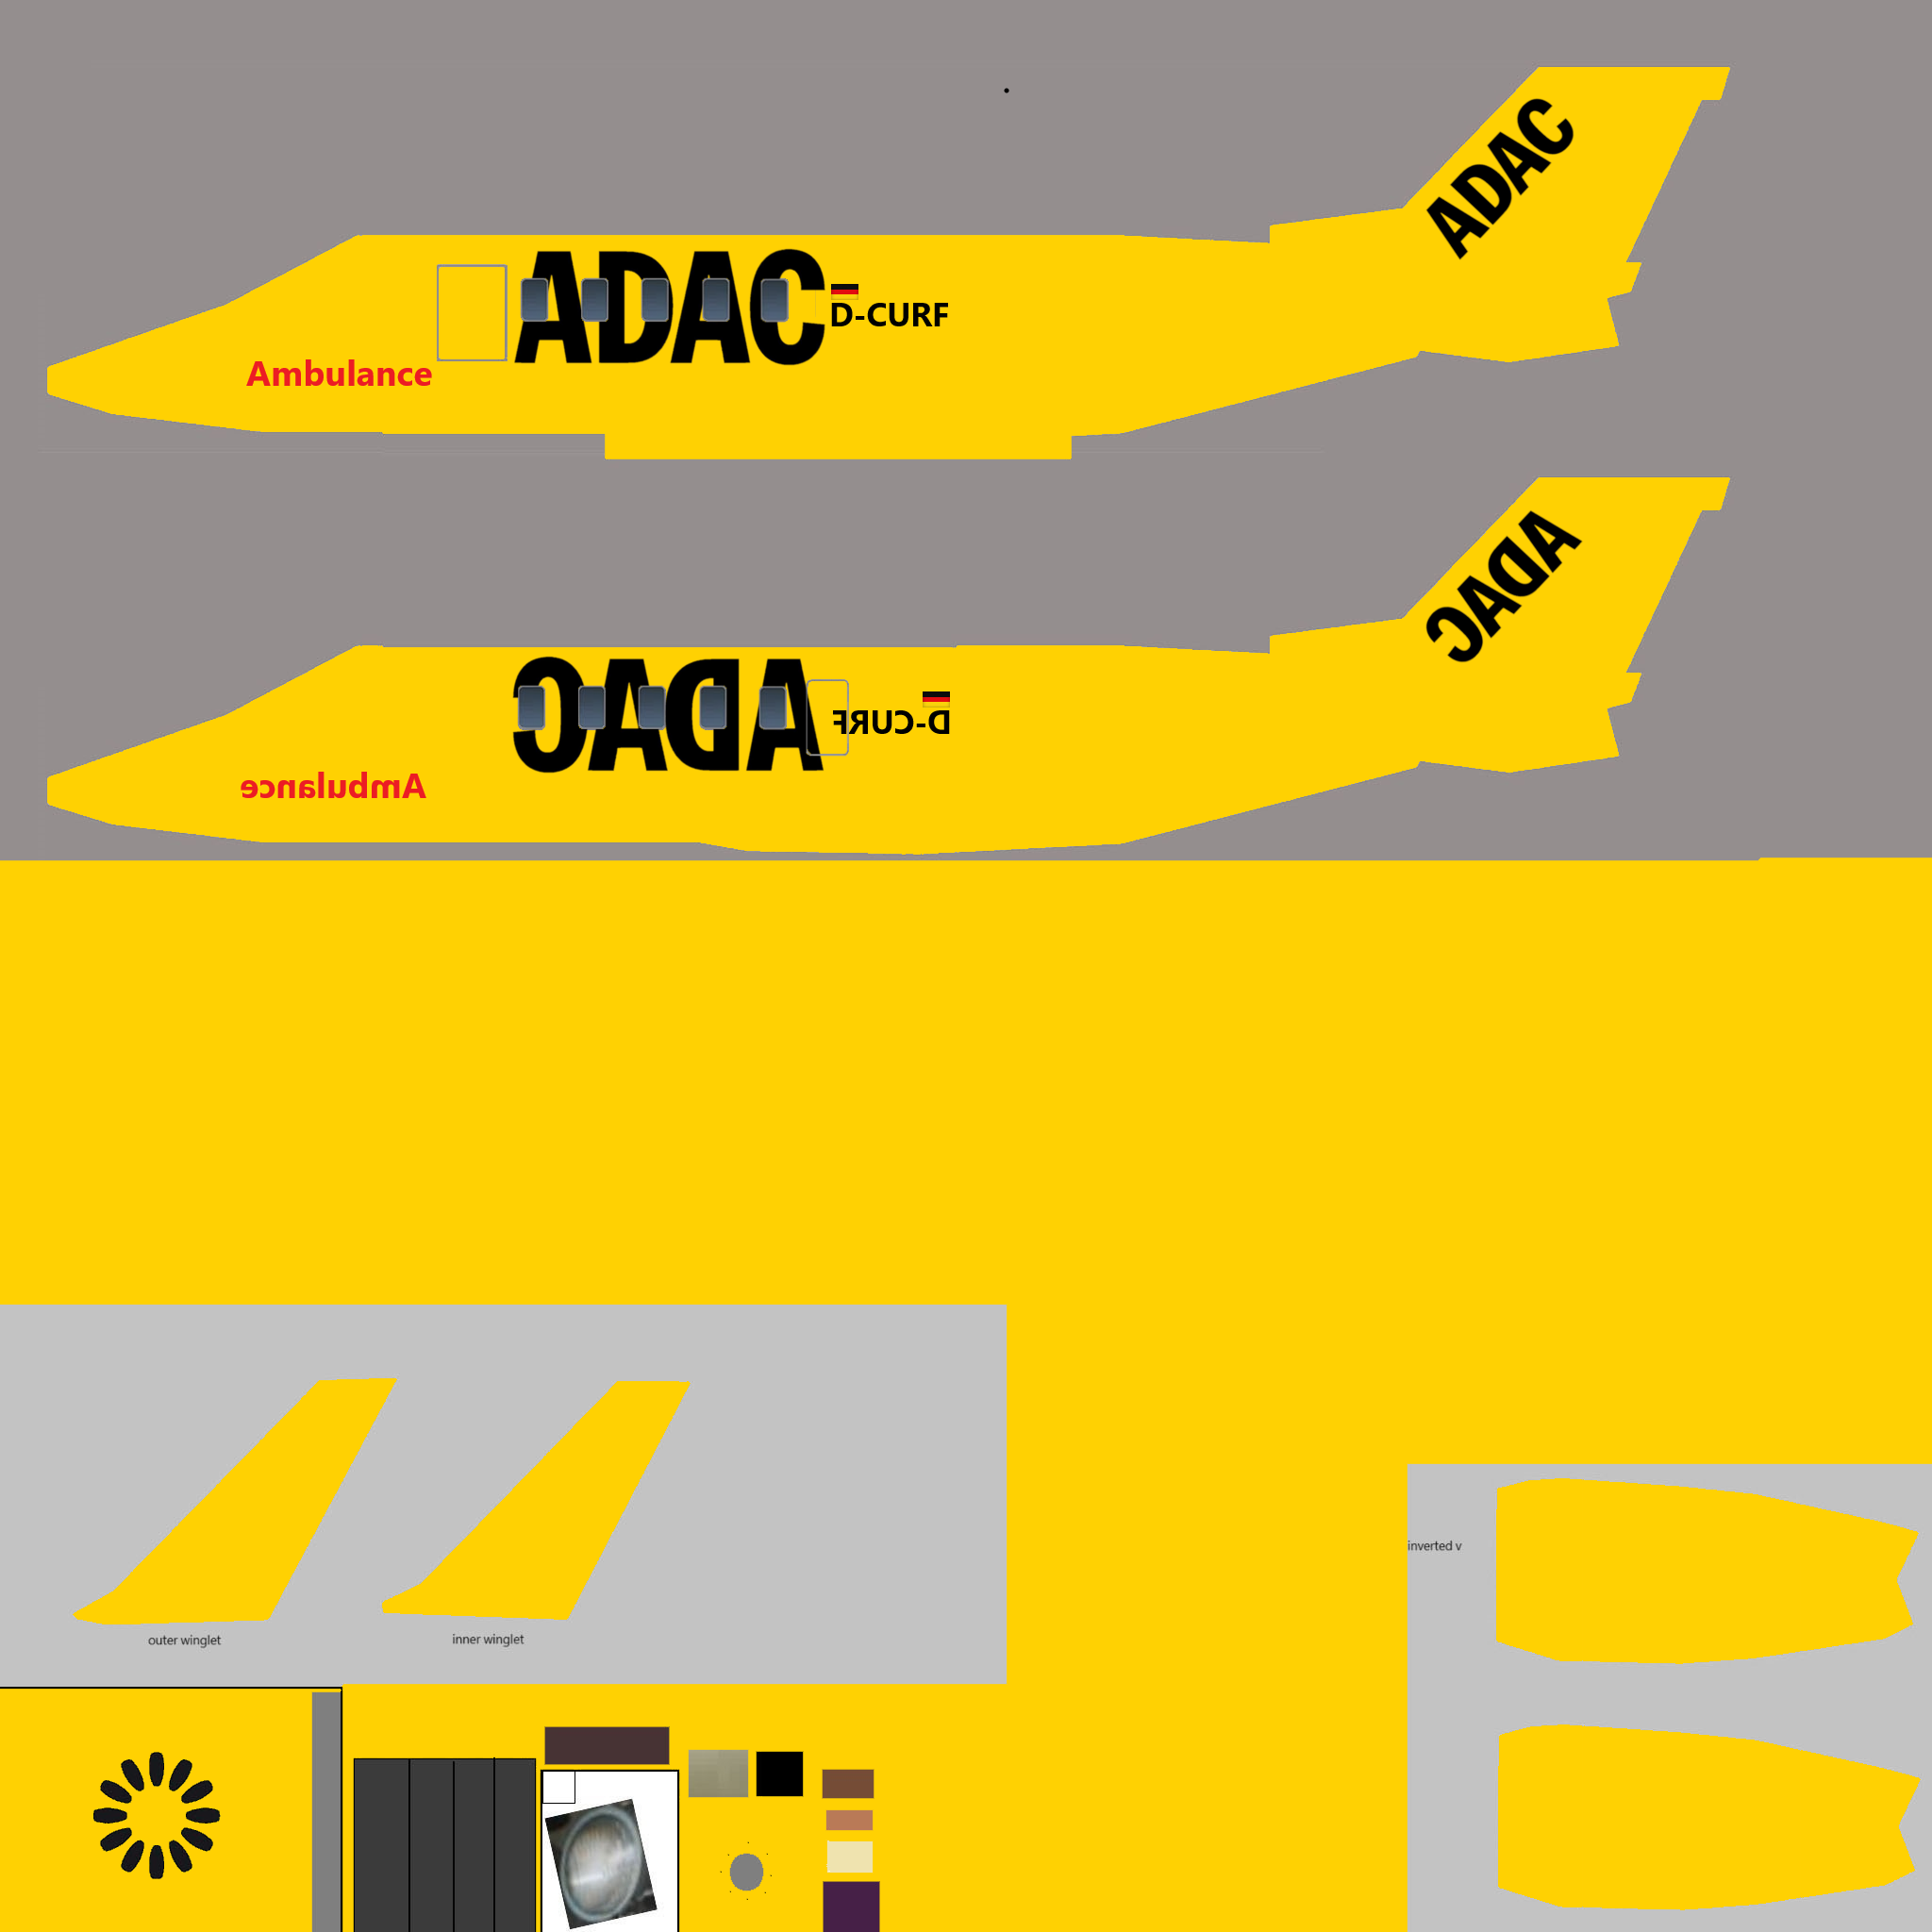 ADAC
ADAC
D-CURF
Ambulance
ADAC
ADAC
D-CURF
Ambulance
inverted v
outer winglet
inner winglet